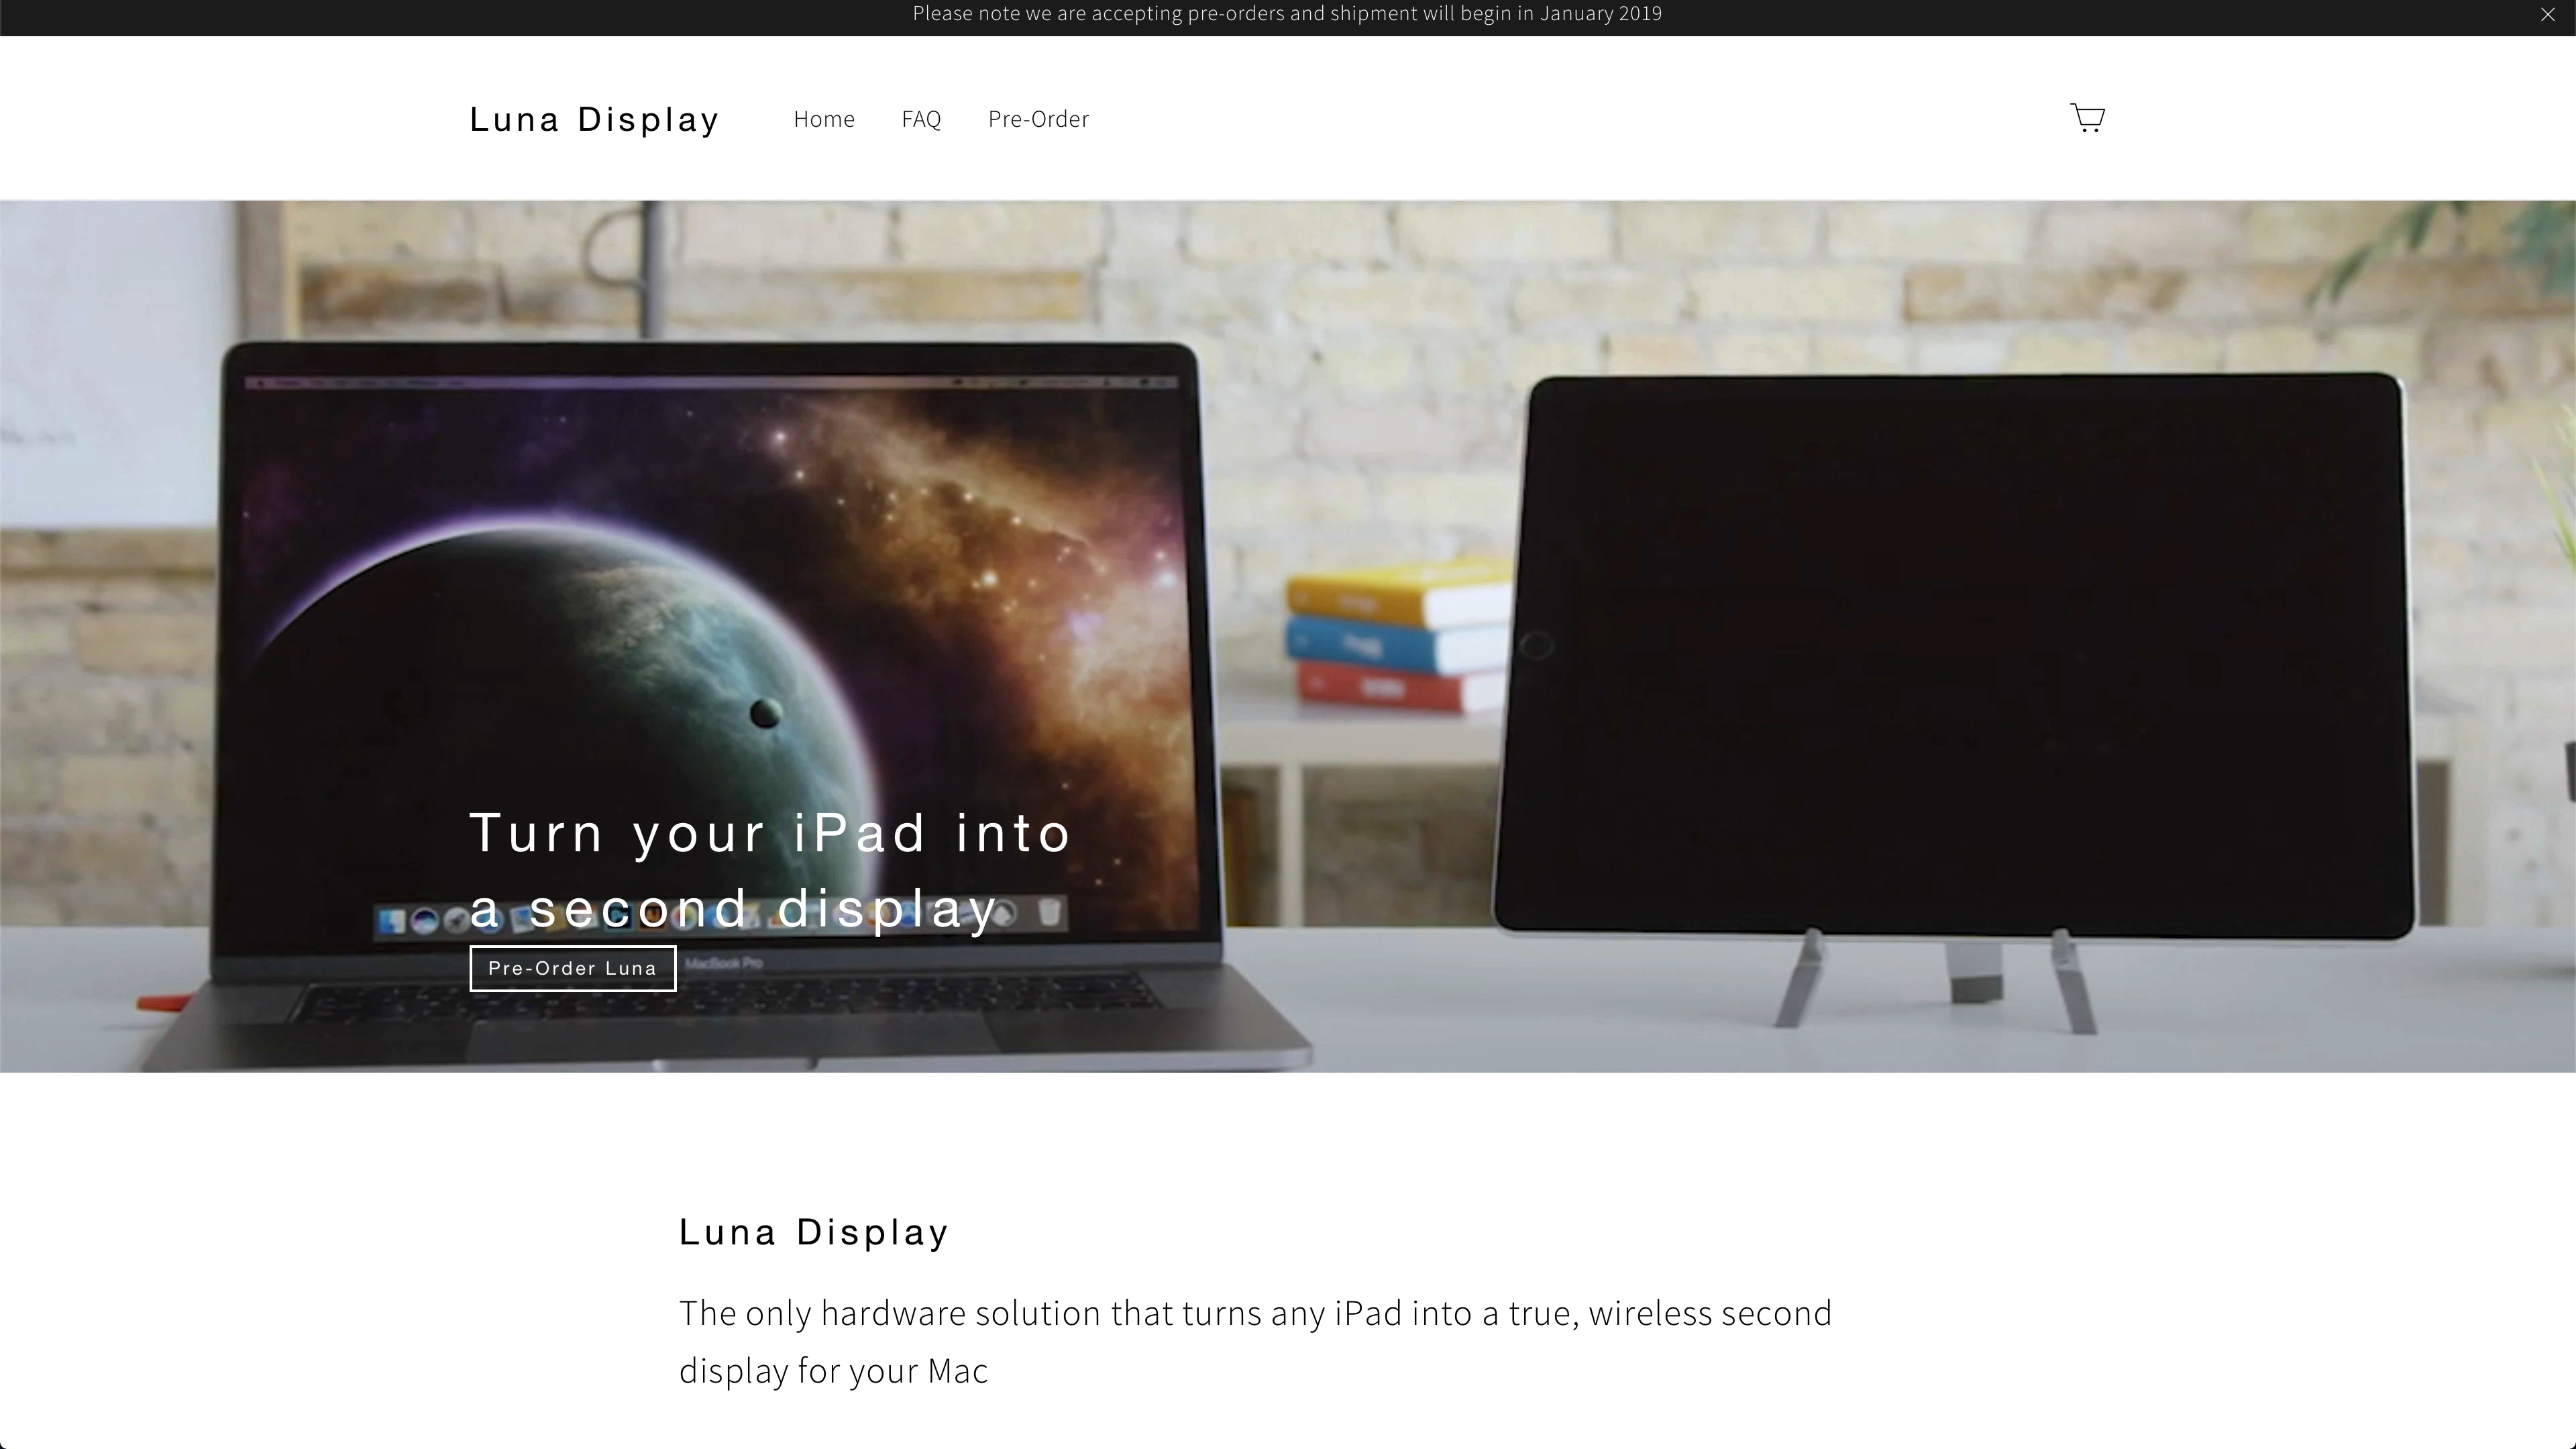 Please note we are accepting pre-orders and shipment will begin in January 2019
Luna Display
Home
FAQ
Pre-Order
Turn your iPad into
a second display
Pre-Order Luna
MacBook Pro
Luna Display
The only hardware solution that turns any iPad into a true, wireless second
display for your Mac